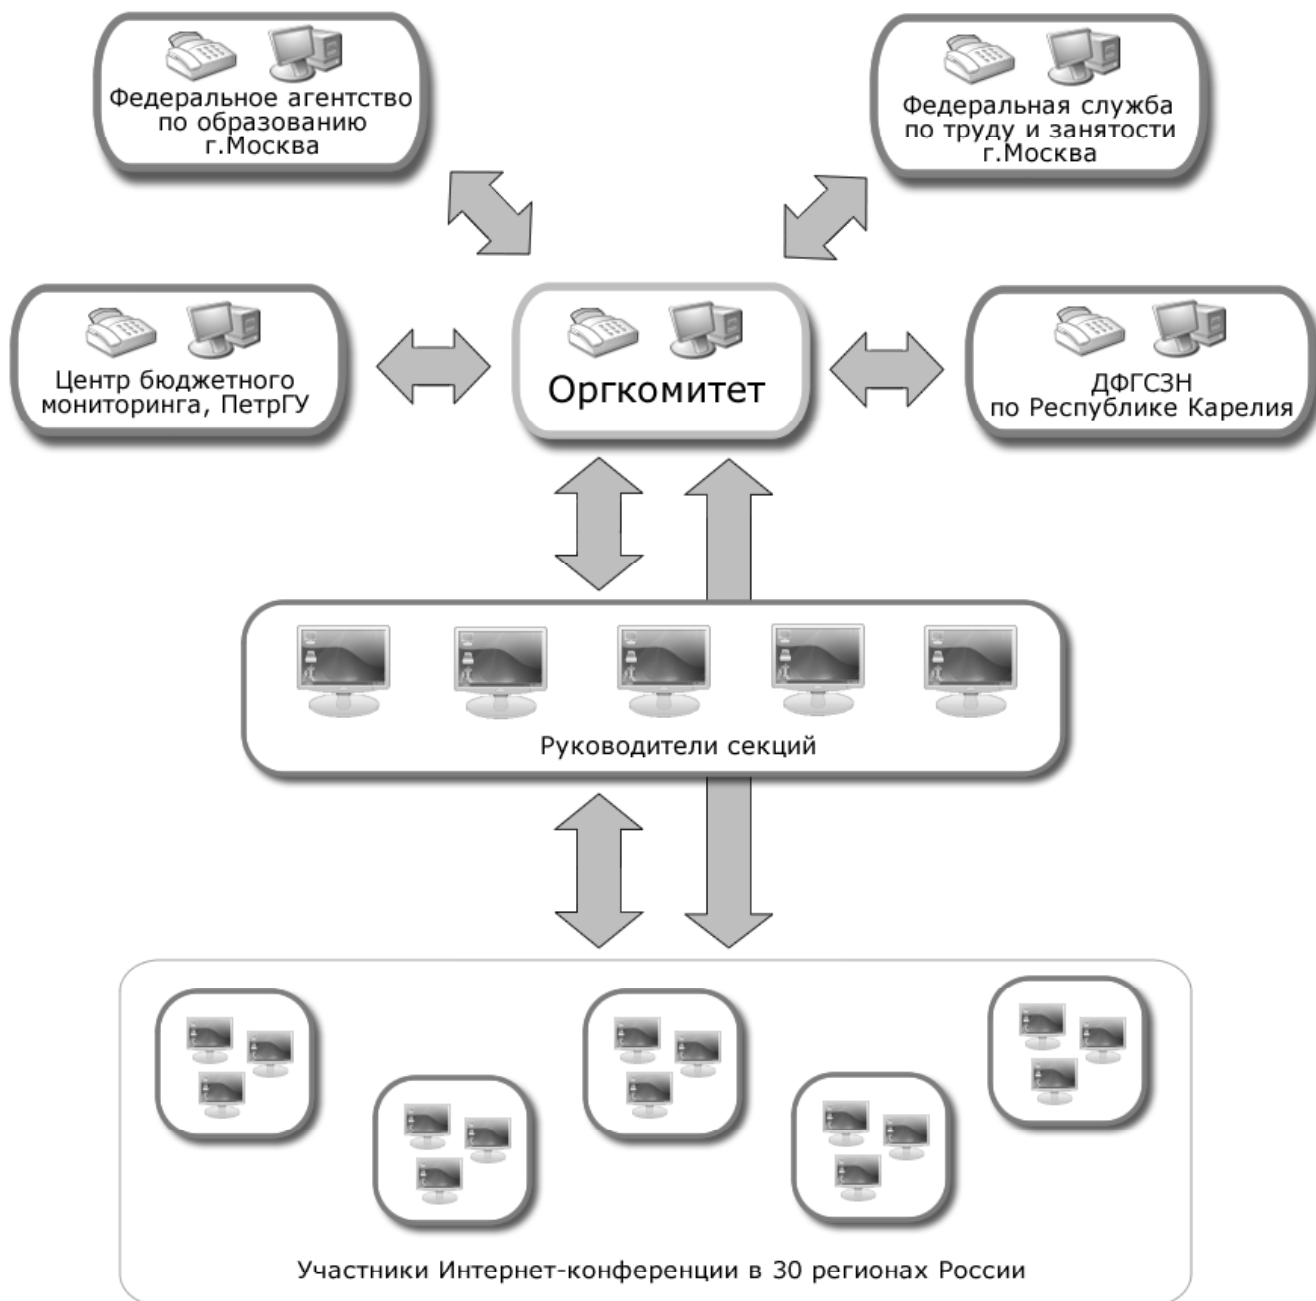 Федеральное агентство
по образованию
г.Москва
Федеральная служба
по труду и занятости
г.Москва
Центр бюджетного
мониторинга, ПетрГУ
Оргкомитет
ДФГСЗН
по Республике Карелия
Руководители секций
Участники Интернет-конференции в 30 регионах России